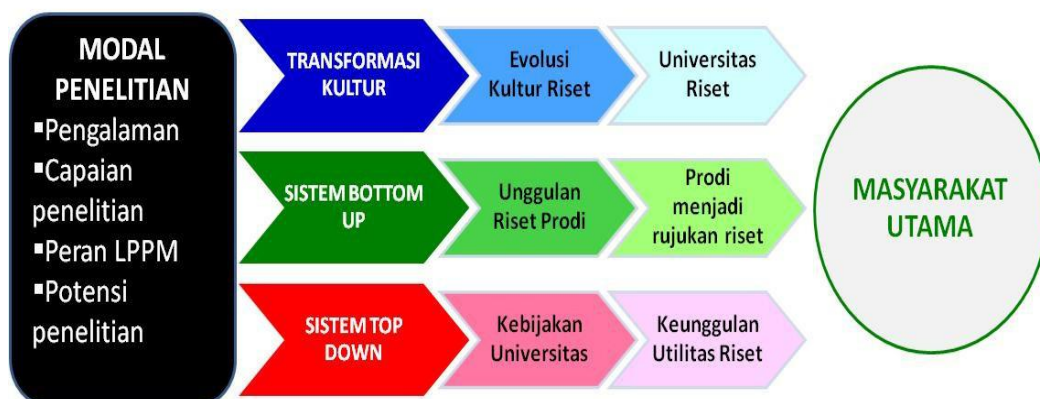 MODAL
PENELITIAN
▪Pengalaman
▪Capaian
penelitian
▪Peran LPPM
▪Potensi
penelitian
TRANSFORMASI
KULTUR
Evolusi
Kultur Riset
Universitas
Riset
SISTEM BOTTOM
UP
Unggulan
Riset Prodi
Prodi
menjadi
rujukan riset
SISTEM TOP
DOWN
Kebijakan
Universitas
Keunggulan
Utilitas Riset
MASYARAKAT
UTAMA